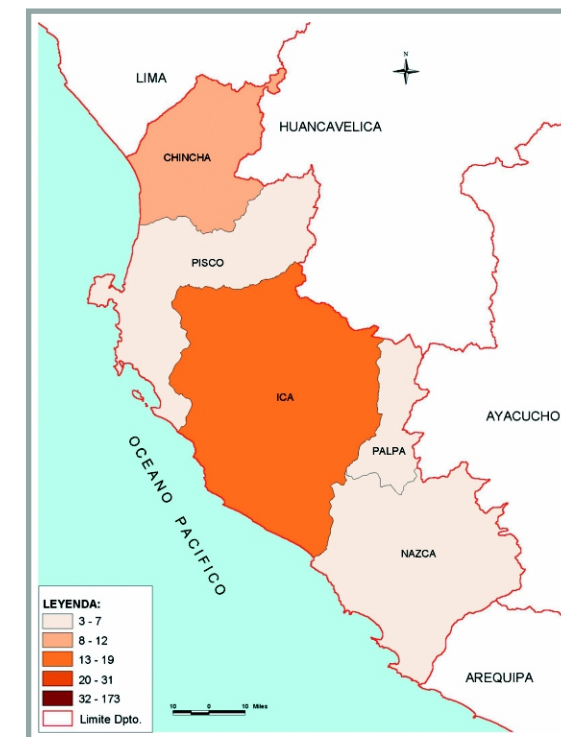 N
LIMA
HUANCAVELICA
CHINCHA
PISCO
ICA
AYACUCHO
PALPA
OCEANO PACIFICO
NAZCA
AREQUIPA
LEYENDA:
3 - 7
8 - 12
13 - 19
20 - 31
32 - 173
Limite Dpto.
10 0 10 Miles